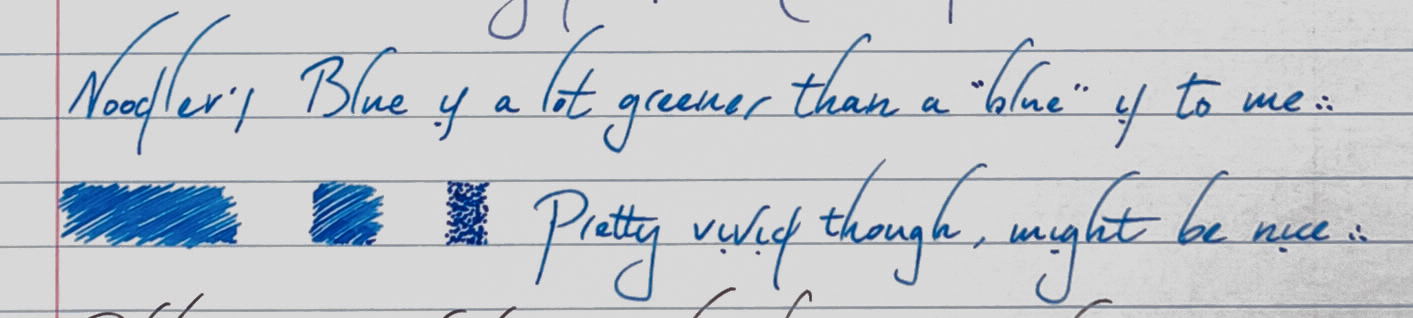 Noodler's Blue is a lot greener than a "blue" is to me...
Pretty vivid though, might be nice...